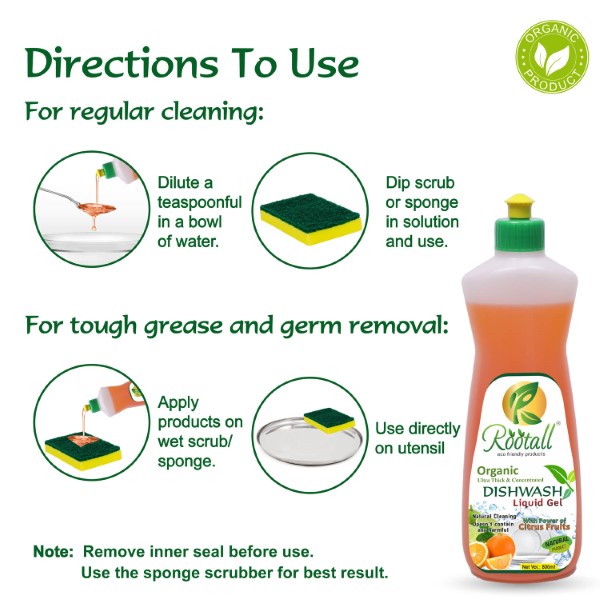 ORGANIC
PRODUCT
Directions To Use
For regular cleaning:
Dilute a
teaspoonful
in a bowl
of water.
Dip scrub
or sponge
in solution
and use.
For tough grease and germ removal:
Apply
products on
wet scrub/
sponge.
Use directly
on utensil
Rootall®
eco friendly products
Organic
Ultra Thick & Concentrated
DISHWASH
Liquid Gel
Natural Cleaning
contain
With Power of
Citrus Fruits
NATURAL
Net Vol.: 500ml
Note: Remove inner seal before use.
Use the sponge scrubber for best result.